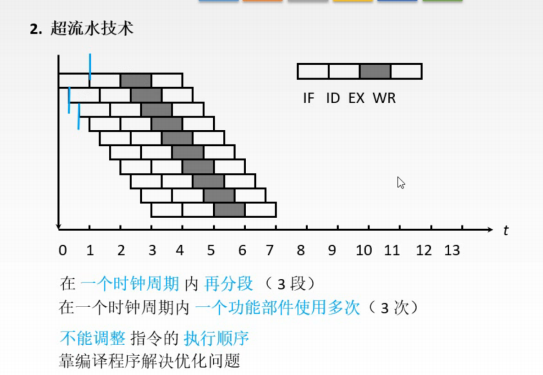 2. 超流水技术
IF ID EX WR
t
0 1 2 3 4 5 6 7 8 9 10 11 12 13
在 一个时钟周期 内 再分段 （ 3 段）
在一个时钟周期内 一个功能部件使用多次（ 3 次）
不能调整 指令的 执行顺序
靠编译程序解决优化问题